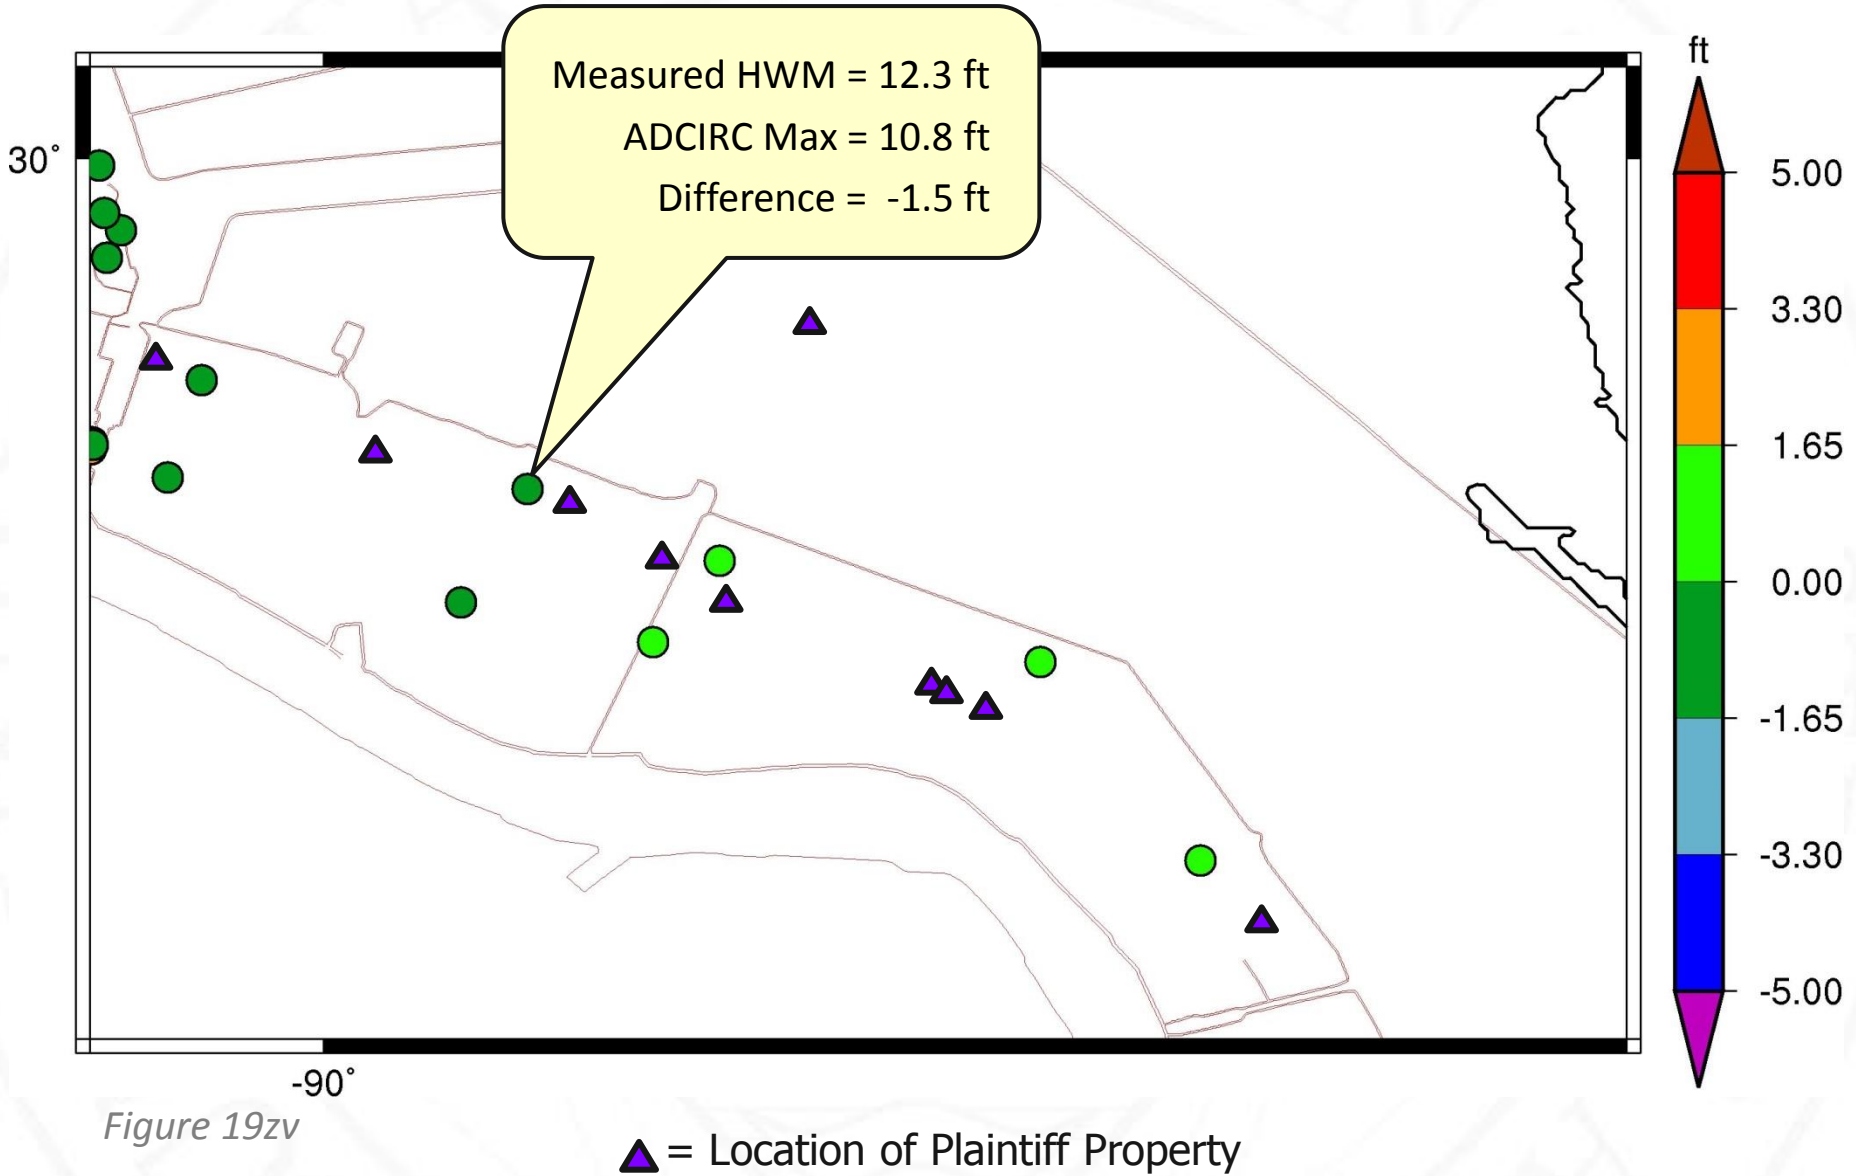 Measured HWM = 12.3 ft
ADCIRC Max = 10.8 ft
Difference = -1.5 ft
ft
5.00
3.30
1.65
0.00
-1.65
-3.30
-5.00
30°
-90°
Figure 19zv
= Location of Plaintiff Property